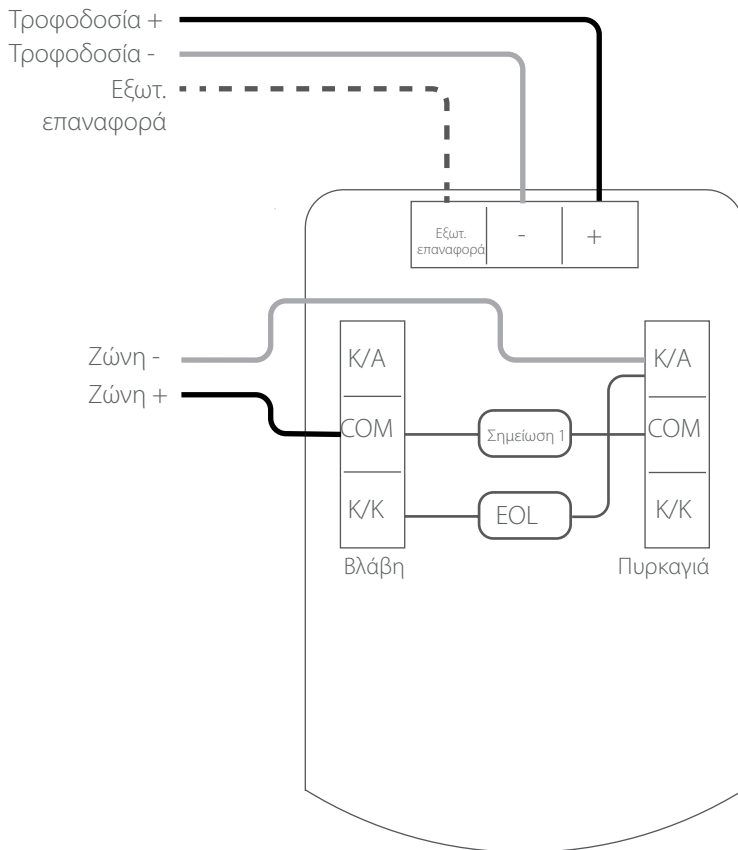 Τροφοδοσία +
Τροφοδοσία -
Εξωτ.
επαναφορά
Εξωτ.
επαναφορά
-
+
Ζώνη -
Ζώνη +
K/A
COM
K/K
Βλάβη
Σημείωση 1
EOL
K/A
COM
K/K
Πυρκαγιά